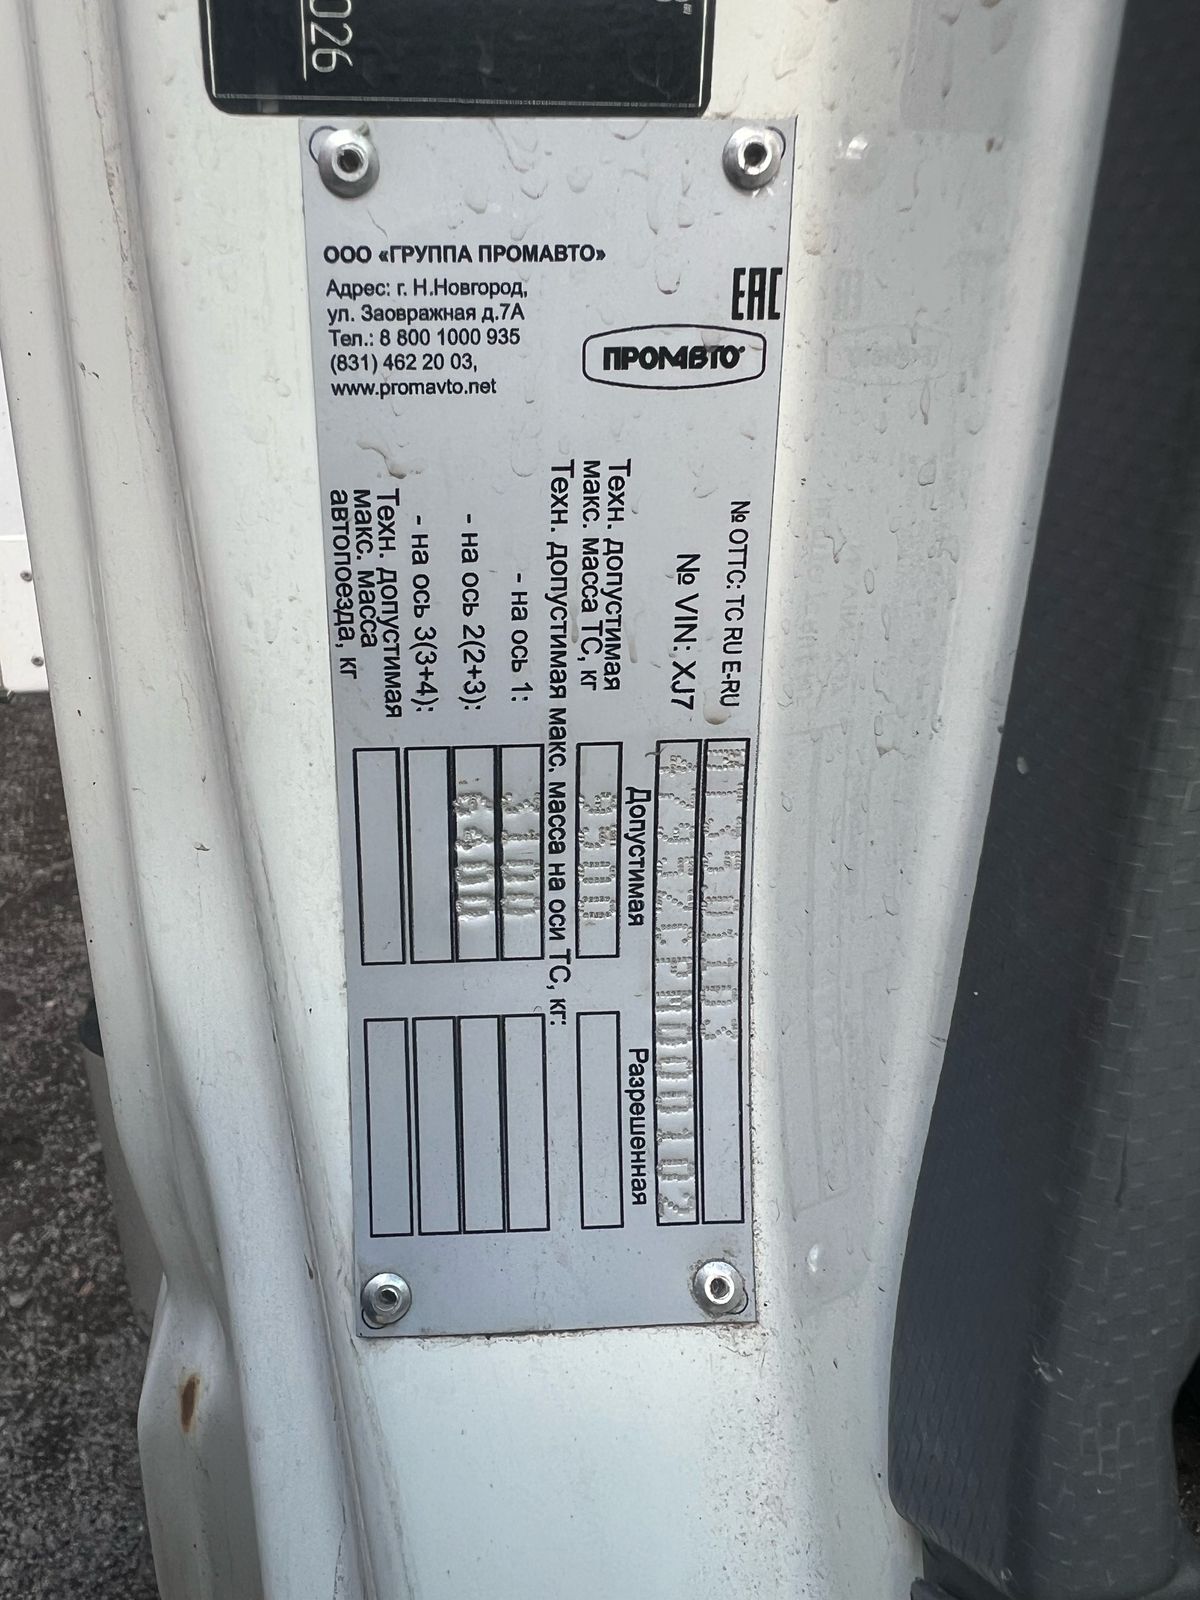 026
ООО «ГРУППА ПРОМАВТО»
Адрес: г. Н.Новгород,
ул. Заовражная д.7А
Тел.: 8 800 1000 935
(831) 462 20 03,
www.promavto.net
ЕАС
ПРОМАВТО
№ ОТТС: ТС RU E-RU
№ VIN: XJ7
Допустимая Разрешенная
Техн. допустимая
макс. масса ТС, кг
Техн. допустимая макс. масса на оси ТС, кг:
- на ось 1:
- на ось 2(2+3):
- на ось 3(3+4):
Техн. допустимая
макс. масса
автопоезда, кг